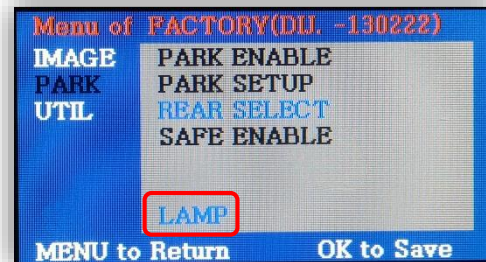 Menu of FACTORY(DIJ. -130222)
IMAGE PARK ENABLE
PARK PARK SETUP
UTIL REAR SELECT
SAFE ENABLE
LAMP
MENU to Return OK to Save